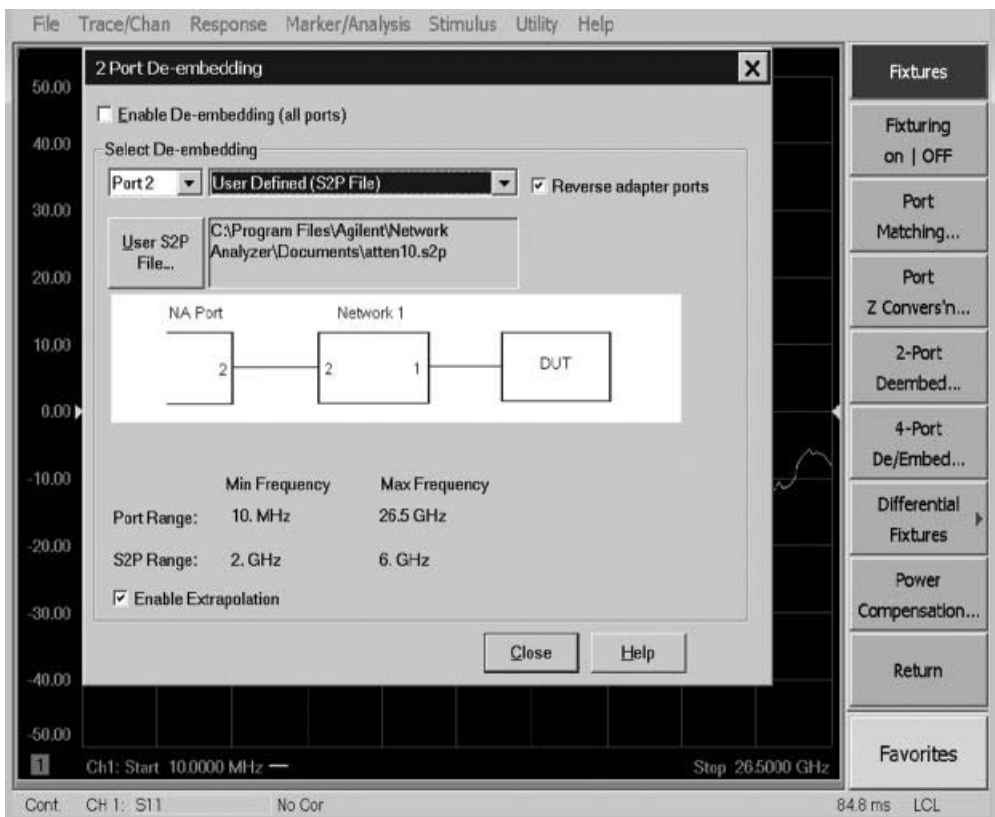 File Trace/Chan Response Marker/Analysis Stimulus Utility Help
2 Port De-embedding
Enable De-embedding (all ports)
Select De-embedding
Port 2 User Defined (S2P File) Reverse adapter ports
User S2P
File...
C:\Program Files\Agilent\Network
Analyzer\Documents\atten10.s2p
NA Port Network 1
2 2 1 DUT
Min Frequency Max Frequency
Port Range: 10. MHz 26.5 GHz
S2P Range: 2. GHz 6. GHz
Enable Extrapolation
Close Help
50.00
40.00
30.00
20.00
10.00
0.00
-10.00
-20.00
-30.00
-40.00
-50.00
1 Ch1: Start 10.0000 MHz Stop 26.5000 GHz
Fixtures
Fixturing
on | OFF
Port
Matching...
Port
Z Convers'n...
2-Port
Deembed...
4-Port
De/Embed...
Differential
Fixtures
Power
Compensation...
Return
Favorites
Cont. CH 1: S11 No Cor 84.8 ms LCL